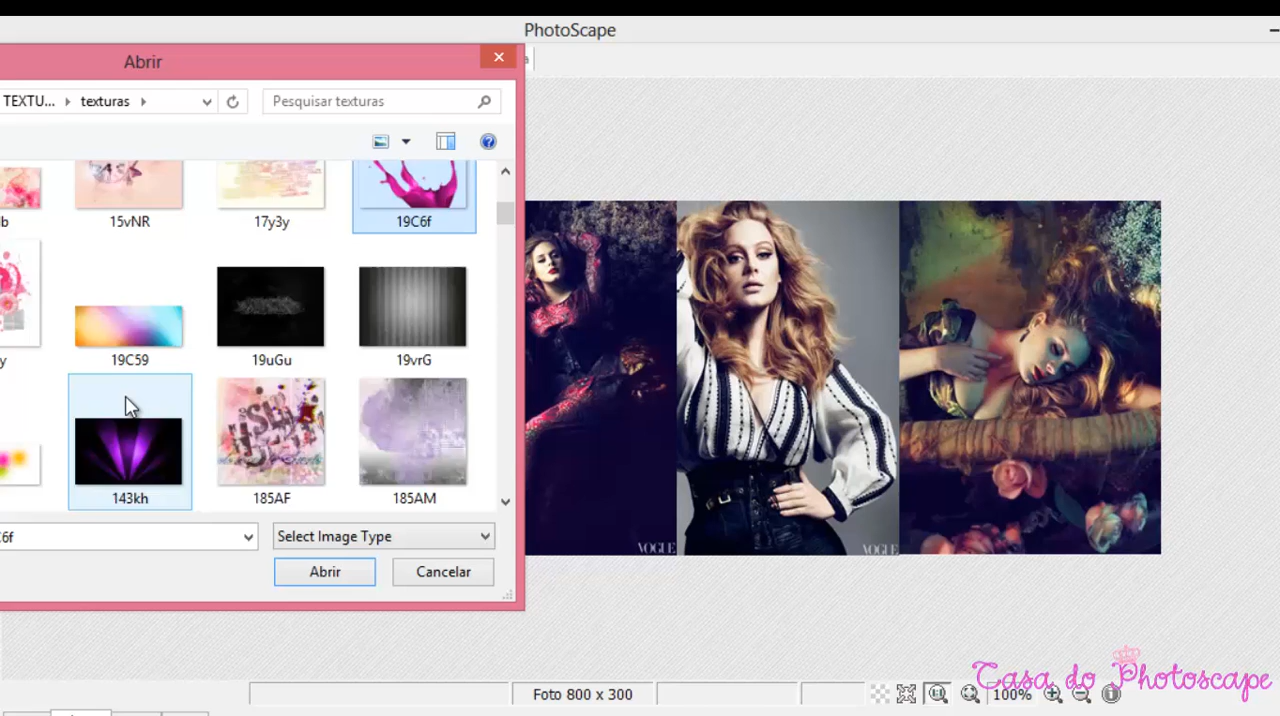 PhotoScape
Abrir
TEXTU... texturas
Pesquisar texturas
15vNR
17y3y
19C6f
19C59
19uGu
19vrG
143kh
185AF
185AM
Select Image Type
Abrir
Cancelar
VOGUE
VOGUE
Foto 800 x 300
100%
Casa do Photoscape